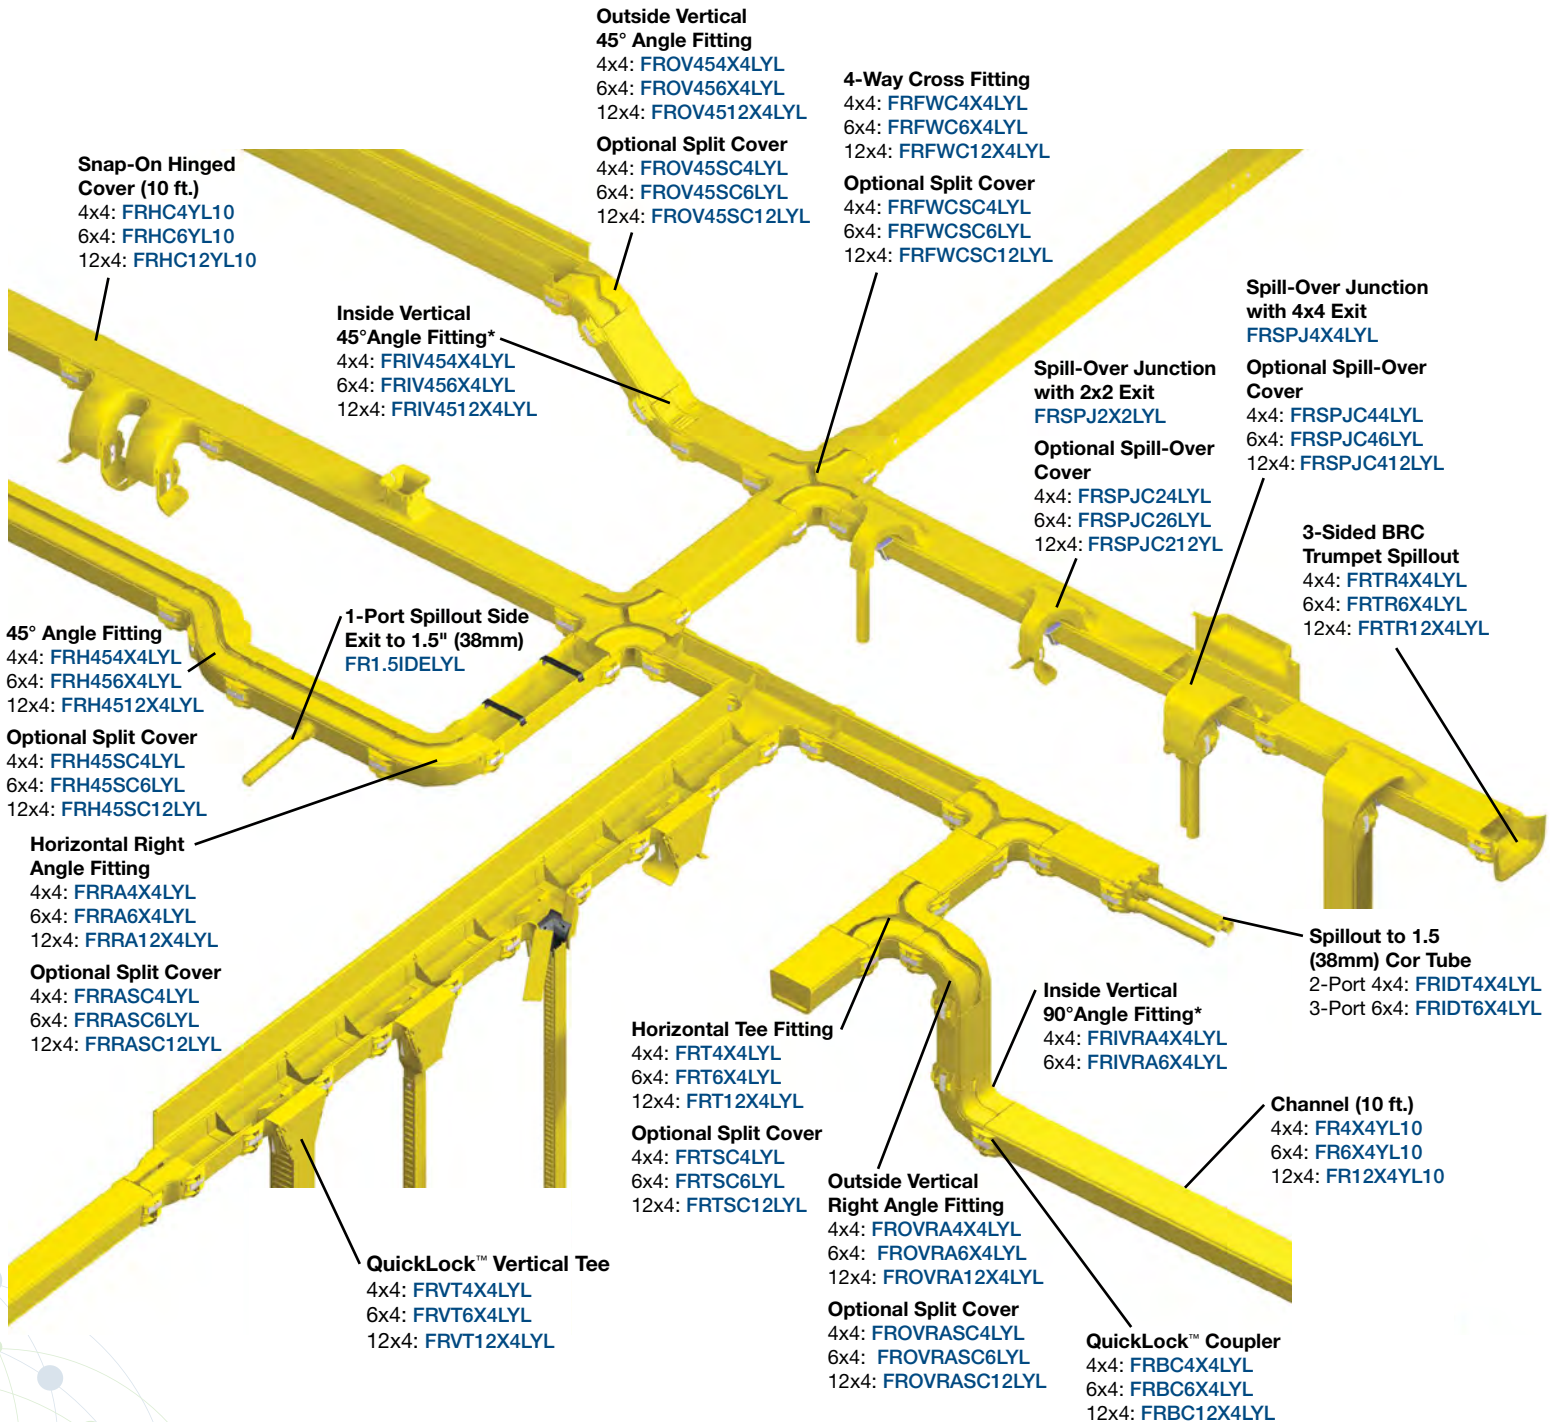 Outside Vertical
45° Angle Fitting
4x4: FROV454X4LYL
6x4: FROV456X4LYL
12x4: FROV4512X4LYL
Optional Split Cover
4x4: FROV45SC4LYL
6x4: FROV45SC6LYL
12x4: FROV45SC12LYL
4-Way Cross Fitting
4x4: FRFWC4X4LYL
6x4: FRFWC6X4LYL
12x4: FRFWC12X4LYL
Optional Split Cover
4x4: FRFWCSC4LYL
6x4: FRFWCSC6LYL
12x4: FRFWCSC12LYL
Snap-On Hinged
Cover (10 ft.)
4x4: FRHC4YL10
6x4: FRHC6YL10
12x4: FRHC12YL10
Inside Vertical
45°Angle Fitting*
4x4: FRIV454X4LYL
6x4: FRIV456X4LYL
12x4: FRIV4512X4LYL
Spill-Over Junction
with 4x4 Exit
FRSPJ4X4LYL
Optional Spill-Over
Cover
4x4: FRSPJC44LYL
6x4: FRSPJC46LYL
12x4: FRSPJC412LYL
Spill-Over Junction
with 2x2 Exit
FRSPJ2X2LYL
Optional Spill-Over
Cover
4x4: FRSPJC24LYL
6x4: FRSPJC26LYL
12x4: FRSPJC212YL
3-Sided BRC
Trumpet Spillout
4x4: FRTR4X4LYL
6x4: FRTR6X4LYL
12x4: FRTR12X4LYL
1-Port Spillout Side
Exit to 1.5" (38mm)
FR1.5IDELYL
45° Angle Fitting
4x4: FRH454X4LYL
6x4: FRH456X4LYL
12x4: FRH4512X4LYL
Optional Split Cover
4x4: FRH45SC4LYL
6x4: FRH45SC6LYL
12x4: FRH45SC12LYL
Horizontal Right
Angle Fitting
4x4: FRRA4X4LYL
6x4: FRRA6X4LYL
12x4: FRRA12X4LYL
Optional Split Cover
4x4: FRRASC4LYL
6x4: FRRASC6LYL
12x4: FRRASC12LYL
Spillout to 1.5
(38mm) Cor Tube
2-Port 4x4: FRIDT4X4LYL
3-Port 6x4: FRIDT6X4LYL
Inside Vertical
90°Angle Fitting*
4x4: FRIVRA4X4LYL
6x4: FRIVRA6X4LYL
Horizontal Tee Fitting
4x4: FRT4X4LYL
6x4: FRT6X4LYL
12x4: FRT12X4LYL
Optional Split Cover
4x4: FRTSC4LYL
6x4: FRTSC6LYL
12x4: FRTSC12LYL
Channel (10 ft.)
4x4: FR4X4YL10
6x4: FR6X4YL10
12x4: FR12X4YL10
Outside Vertical
Right Angle Fitting
4x4: FROVRA4X4LYL
6x4: FROVRA6X4LYL
12x4: FROVRA12X4LYL
Optional Split Cover
4x4: FROVRASC4LYL
6x4: FROVRASC6LYL
12x4: FROVRASC12LYL
QuickLock™ Vertical Tee
4x4: FRVT4X4LYL
6x4: FRVT6X4LYL
12x4: FRVT12X4LYL
QuickLock™ Coupler
4x4: FRBC4X4LYL
6x4: FRBC6X4LYL
12x4: FRBC12X4LYL